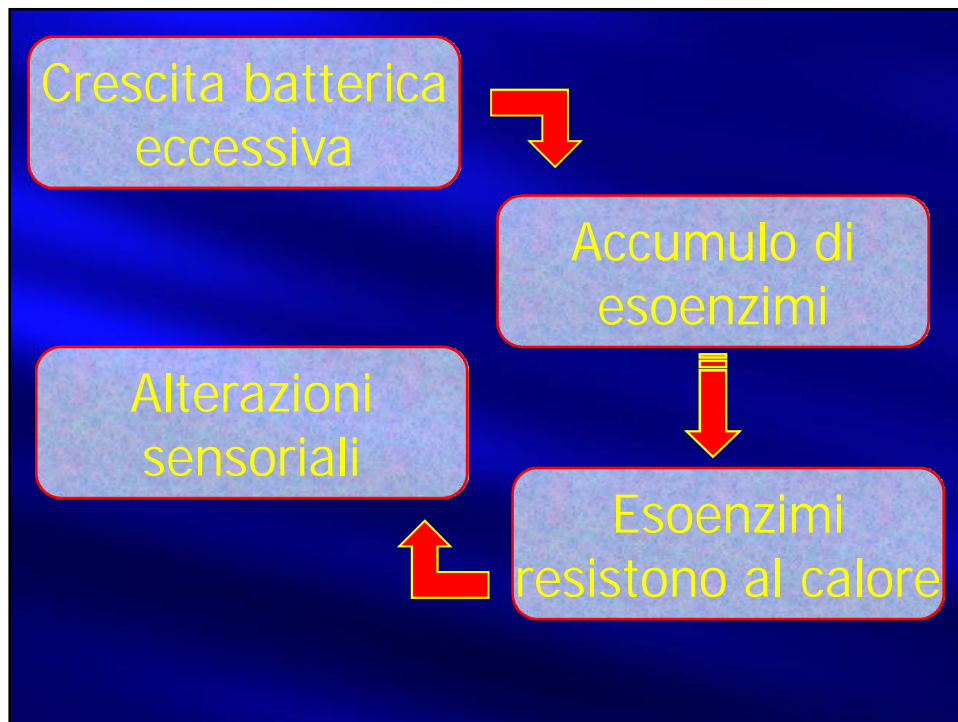 Crescita batterica
eccessiva
Accumulo di
esoenzimi
Esoenzimi
resistono al calore
Alterazioni
sensoriali